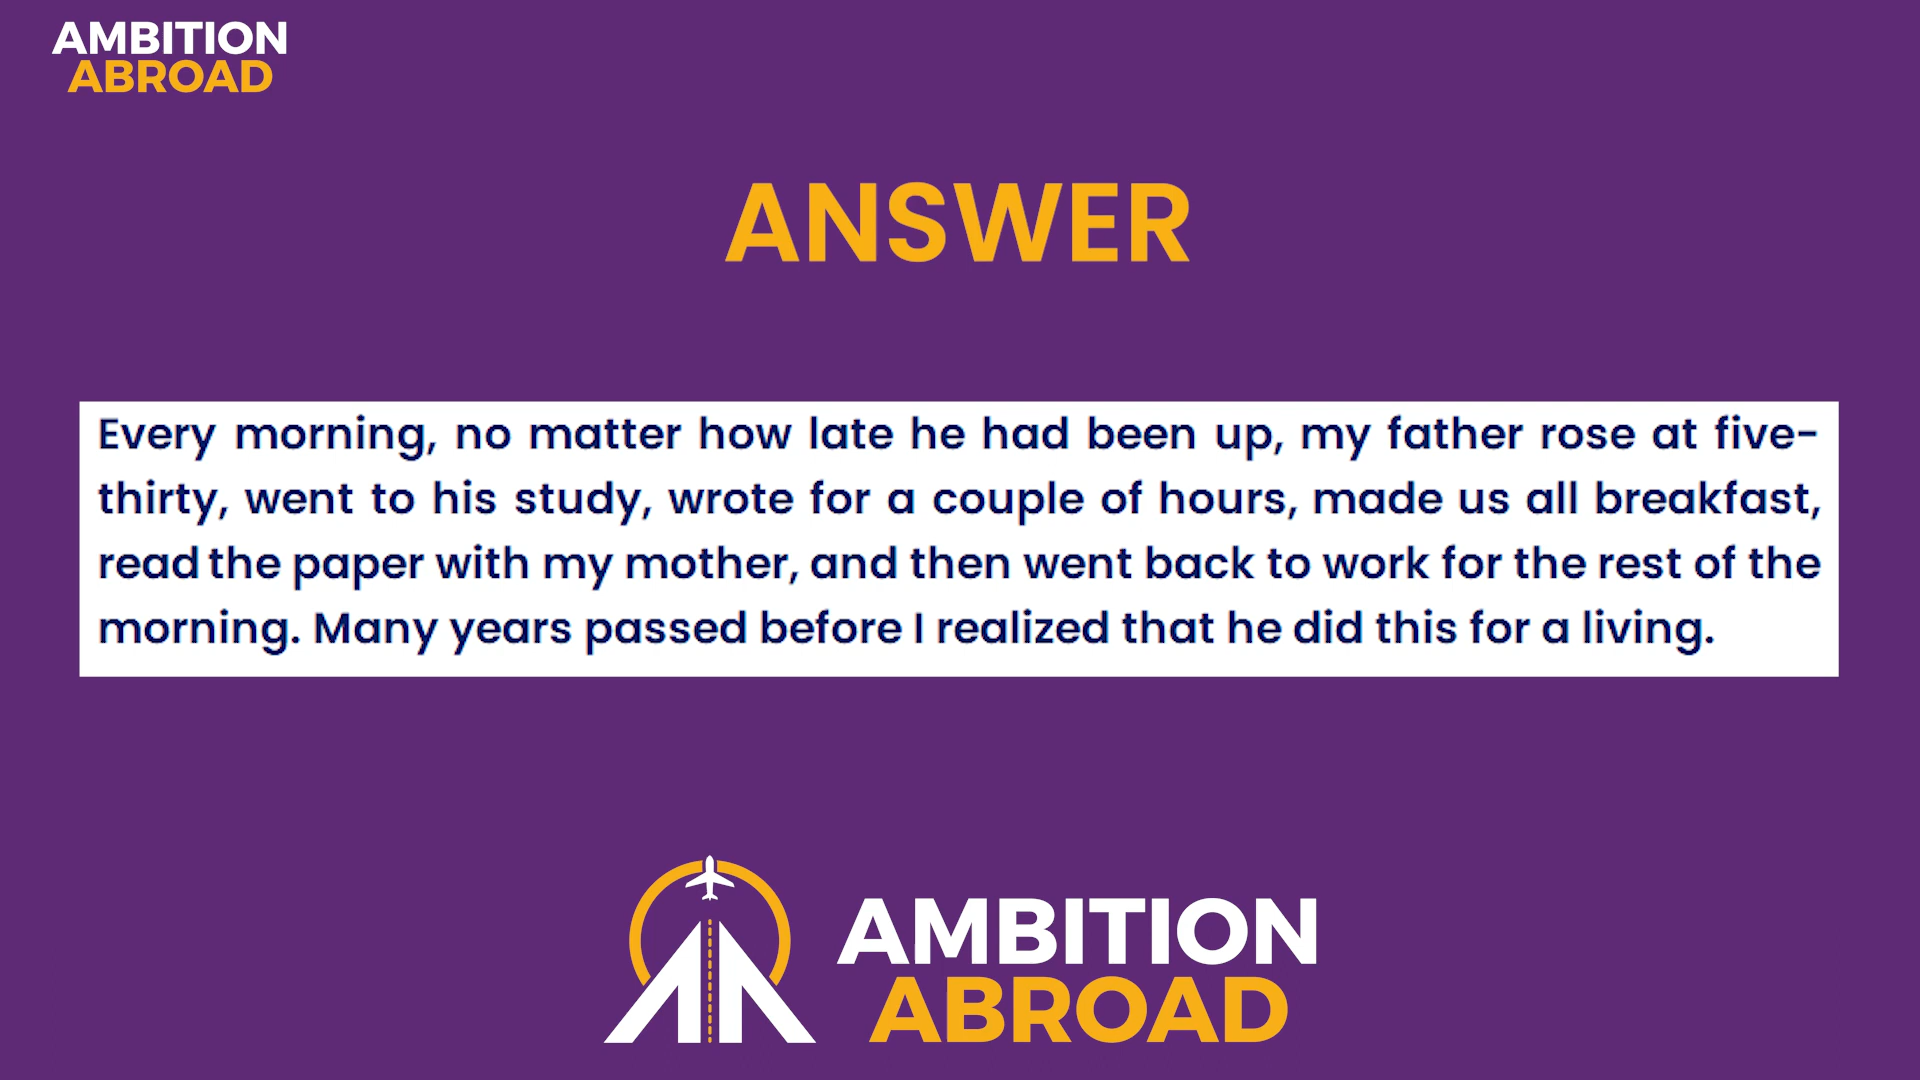 AMBITION
ABROAD
ANSWER
Every morning, no matter how late he had been up, my father rose at five-
thirty, went to his study, wrote for a couple of hours, made us all breakfast,
read the paper with my mother, and then went back to work for the rest of the
morning. Many years passed before I realized that he did this for a living.
AMBITION
ABROAD